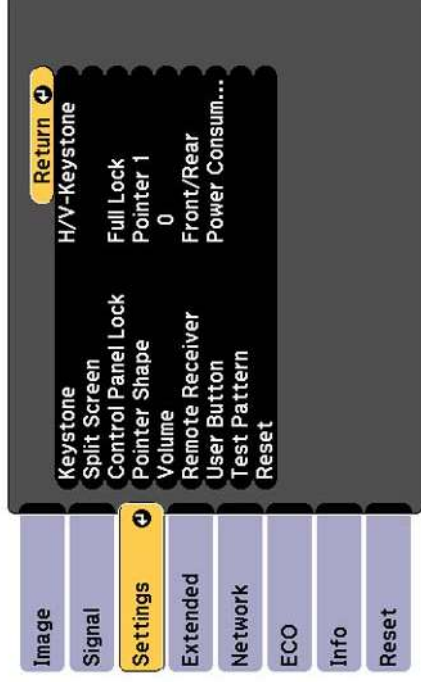 Image
Signal
Settings
Extended
Network
ECO
Info
Reset
Return
Keystone H/V-Keystone
Split Screen
Control Panel Lock Full Lock
Pointer Shape Pointer 1
Volume 0
Remote Receiver Front/Rear
User Button Power Consum...
Test Pattern
Reset